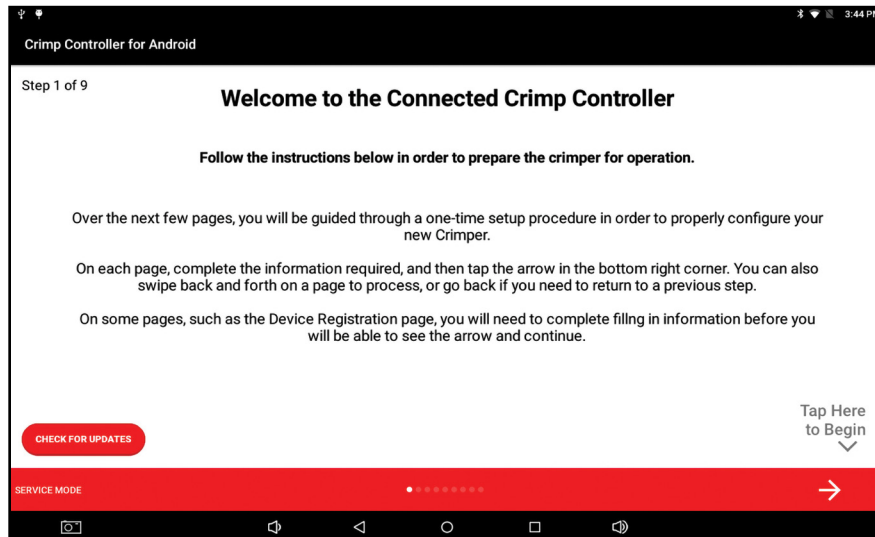 3:44 PM
Crimp Controller for Android
Step 1 of 9
Welcome to the Connected Crimp Controller
Follow the instructions below in order to prepare the crimper for operation.
Over the next few pages, you will be guided through a one-time setup procedure in order to properly configure your
new Crimper.
On each page, complete the information required, and then tap the arrow in the bottom right corner. You can also
swipe back and forth on a page to process, or go back if you need to return to a previous step.
On some pages, such as the Device Registration page, you will need to complete fillng in information before you
will be able to see the arrow and continue.
Tap Here
to Begin
CHECK FOR UPDATES
SERVICE MODE